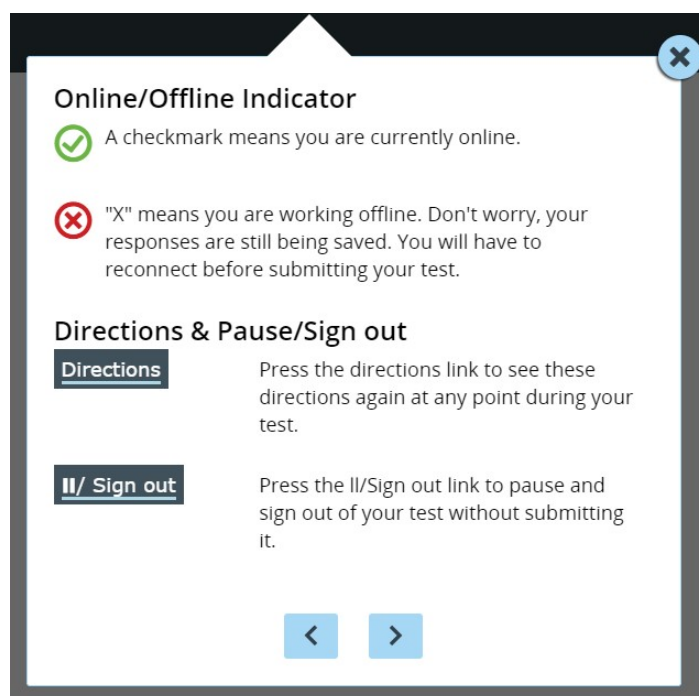 Online/Offline Indicator
A checkmark means you are currently online.
"X" means you are working offline. Don't worry, your
responses are still being saved. You will have to
reconnect before submitting your test.
Directions & Pause/Sign out
Directions
Press the directions link to see these
directions again at any point during your
test.
II/ Sign out
Press the II/Sign out link to pause and
sign out of your test without submitting
it.